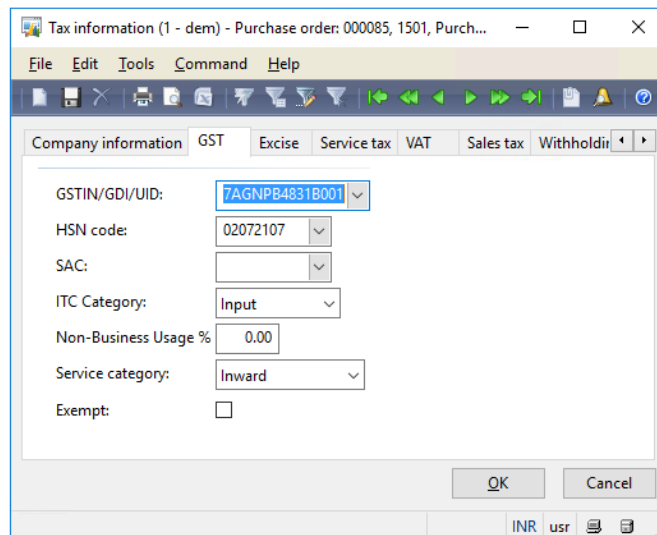 Tax information (1 - dem) - Purchase order: 000085, 1501, Purch...
File Edit Tools Command Help
Company information GST Excise Service tax VAT Sales tax Withholdin
GSTIN/GDI/UID: 7AGNPB4831B001
HSN code: 02072107
SAC:
ITC Category: Input
Non-Business Usage % 0.00
Service category: Inward
Exempt:
OK Cancel
INR usr